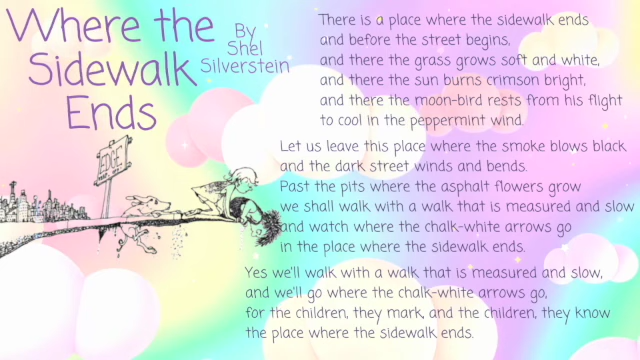 Where the
Sidewalk
Ends
By
Shel
Silverstein
EDGE
There is a place where the sidewalk ends
and before the street begins,
and there the grass grows soft and white,
and there the sun burns crimson bright,
and there the moon-bird rests from his flight
to cool in the peppermint wind.
Let us leave this place where the smoke blows black
and the dark street winds and bends.
Past the pits where the asphalt flowers grow
we shall walk with a walk that is measured and slow
and watch where the chalk-white arrows go
in the place where the sidewalk ends.
Yes we'll walk with a walk that is measured and slow,
and we'll go where the chalk-white arrows go,
for the children, they mark, and the children, they know
the place where the sidewalk ends.